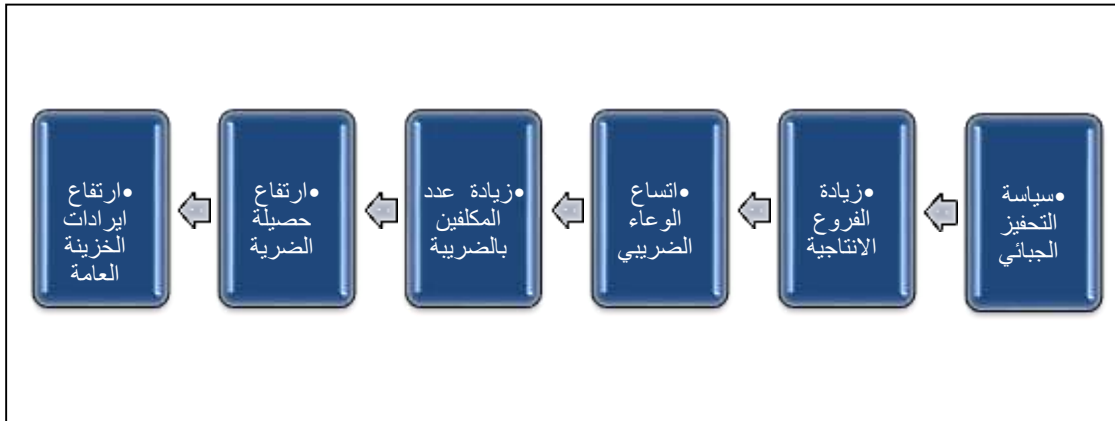 •سياسة
التحفيز
الجبائي
•زيادة
الفروع
الانتاجية
•اتساع
الوعاء
الضريبي
•زيادة عدد
المكلفين
بالضريبة
•ارتفاع
حصيلة
الضرية
•ارتفاع
ايرادات
الخزينة
العامة